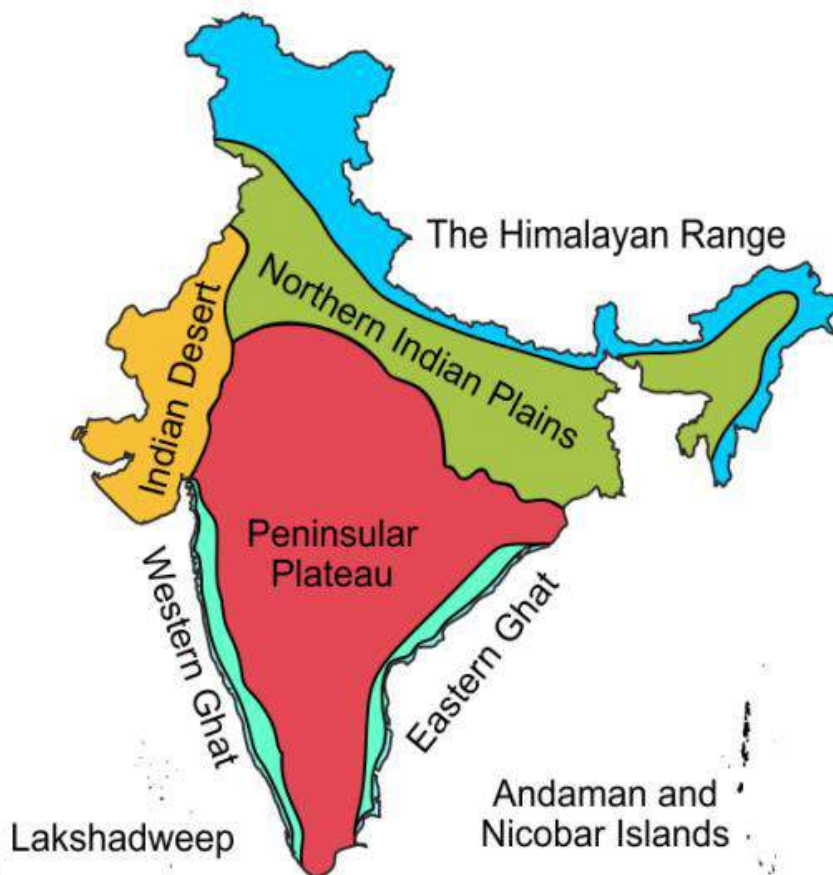 The Himalayan Range
Northern Indian Plains
Indian Desert
Peninsular
Plateau
Western Ghat
Eastern Ghat
Andaman and
Nicobar Islands
Lakshadweep